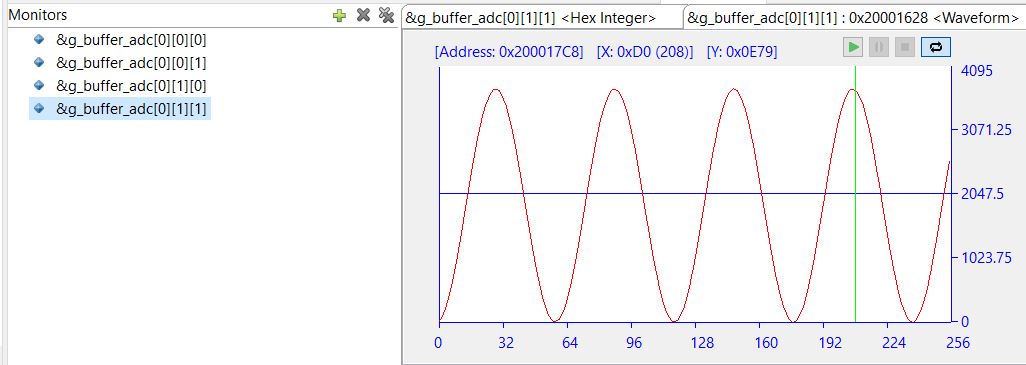 Monitors
&g_buffer_adc[0][0][0]
&g_buffer_adc[0][0][1]
&g_buffer_adc[0][1][0]
&g_buffer_adc[0][1][1]
&g_buffer_adc[0][1][1] <Hex Integer>
&g_buffer_adc[0][1][1] : 0x20001628 <Waveform>
[Address: 0x200017C8] [X: 0xD0 (208)] [Y: 0x0E79]
4095
3071.25
2047.5
1023.75
0
0 32 64 96 128 160 192 224 256